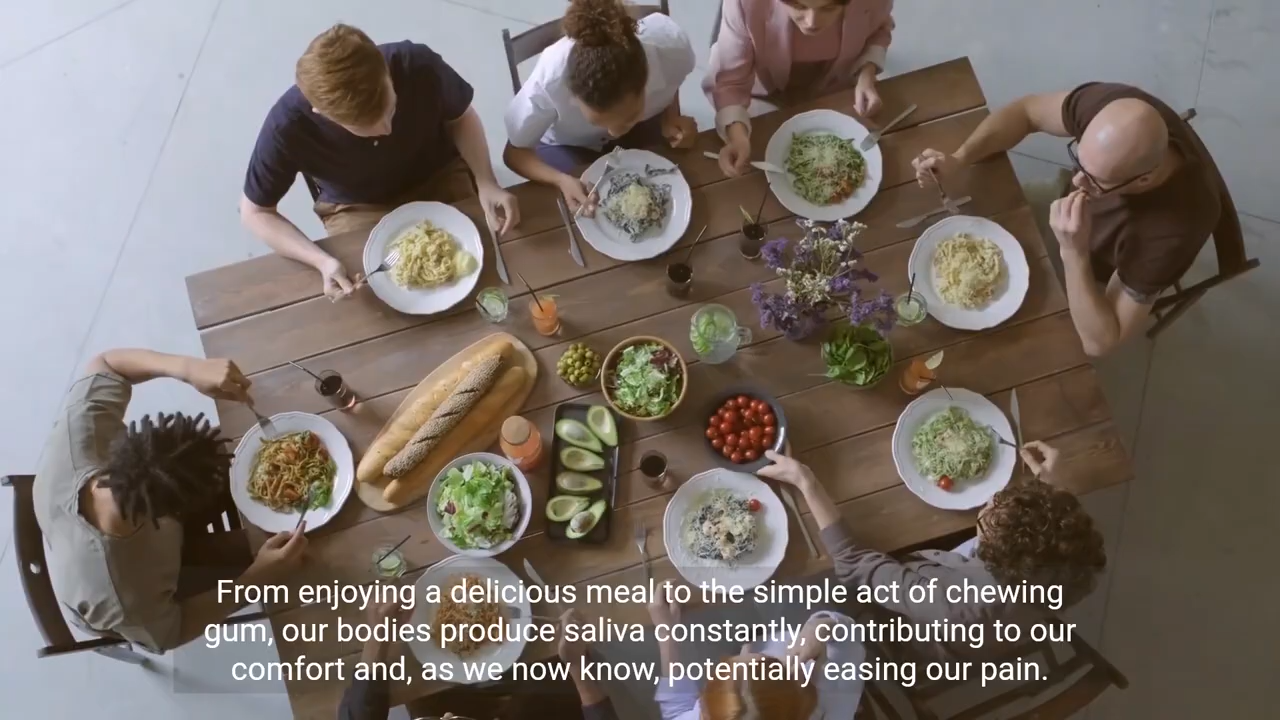 From enjoying a delicious meal to the simple act of chewing
gum, our bodies produce saliva constantly, contributing to our
comfort and, as we now know, potentially easing our pain.